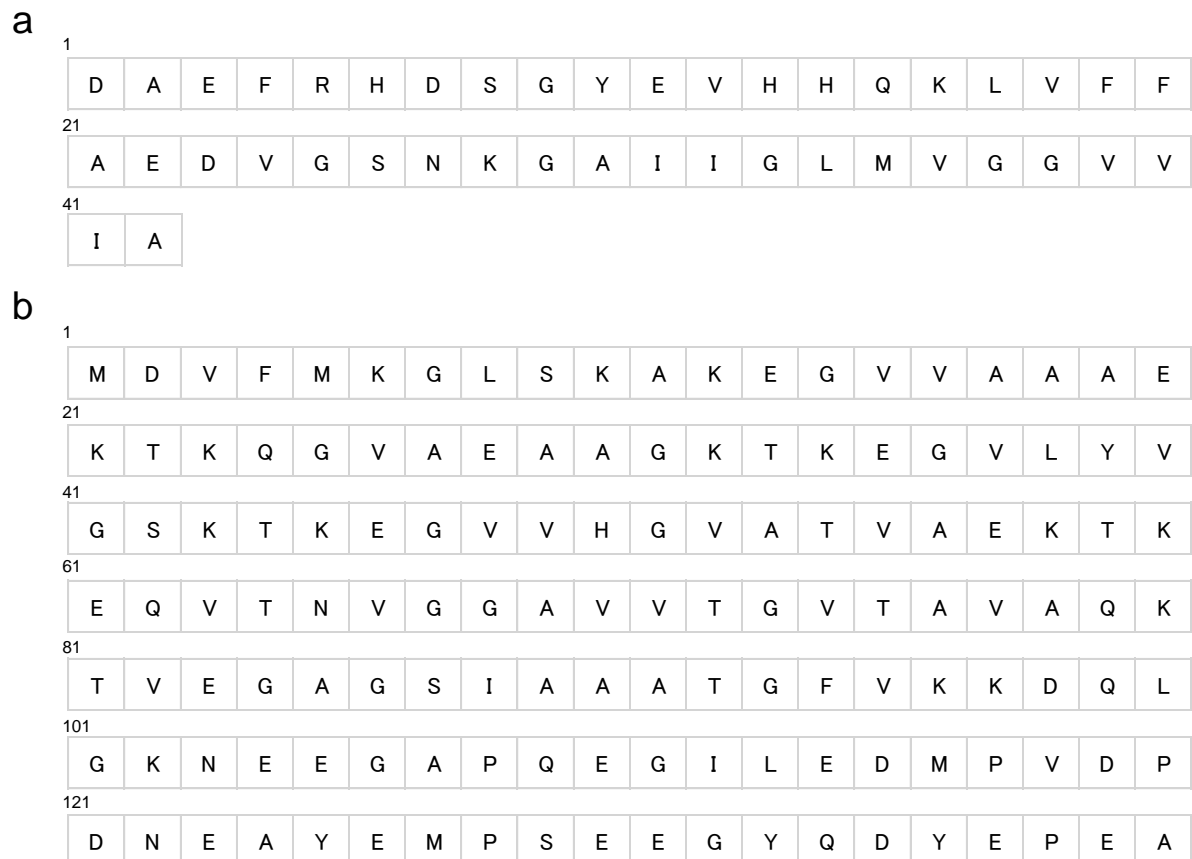 a
1
D A E F R H D S G Y E V H H Q K L V F F
21
A E D V G S N K G A I I G L M V G G V V
41
I A
b
1
M D V F M K G L S K A K E G V V A A A E
21
K T K Q G V A E A A G K T K E G V L Y V
41
G S K T K E G V V H G V A T V A E K T K
61
E Q V T N V G G A V V T G V T A V A Q K
81
T V E G A G S I A A A T G F V K K D Q L
101
G K N E E G A P Q E G I L E D M P V D P
121
D N E A Y E M P S E E G Y Q D Y E P E A